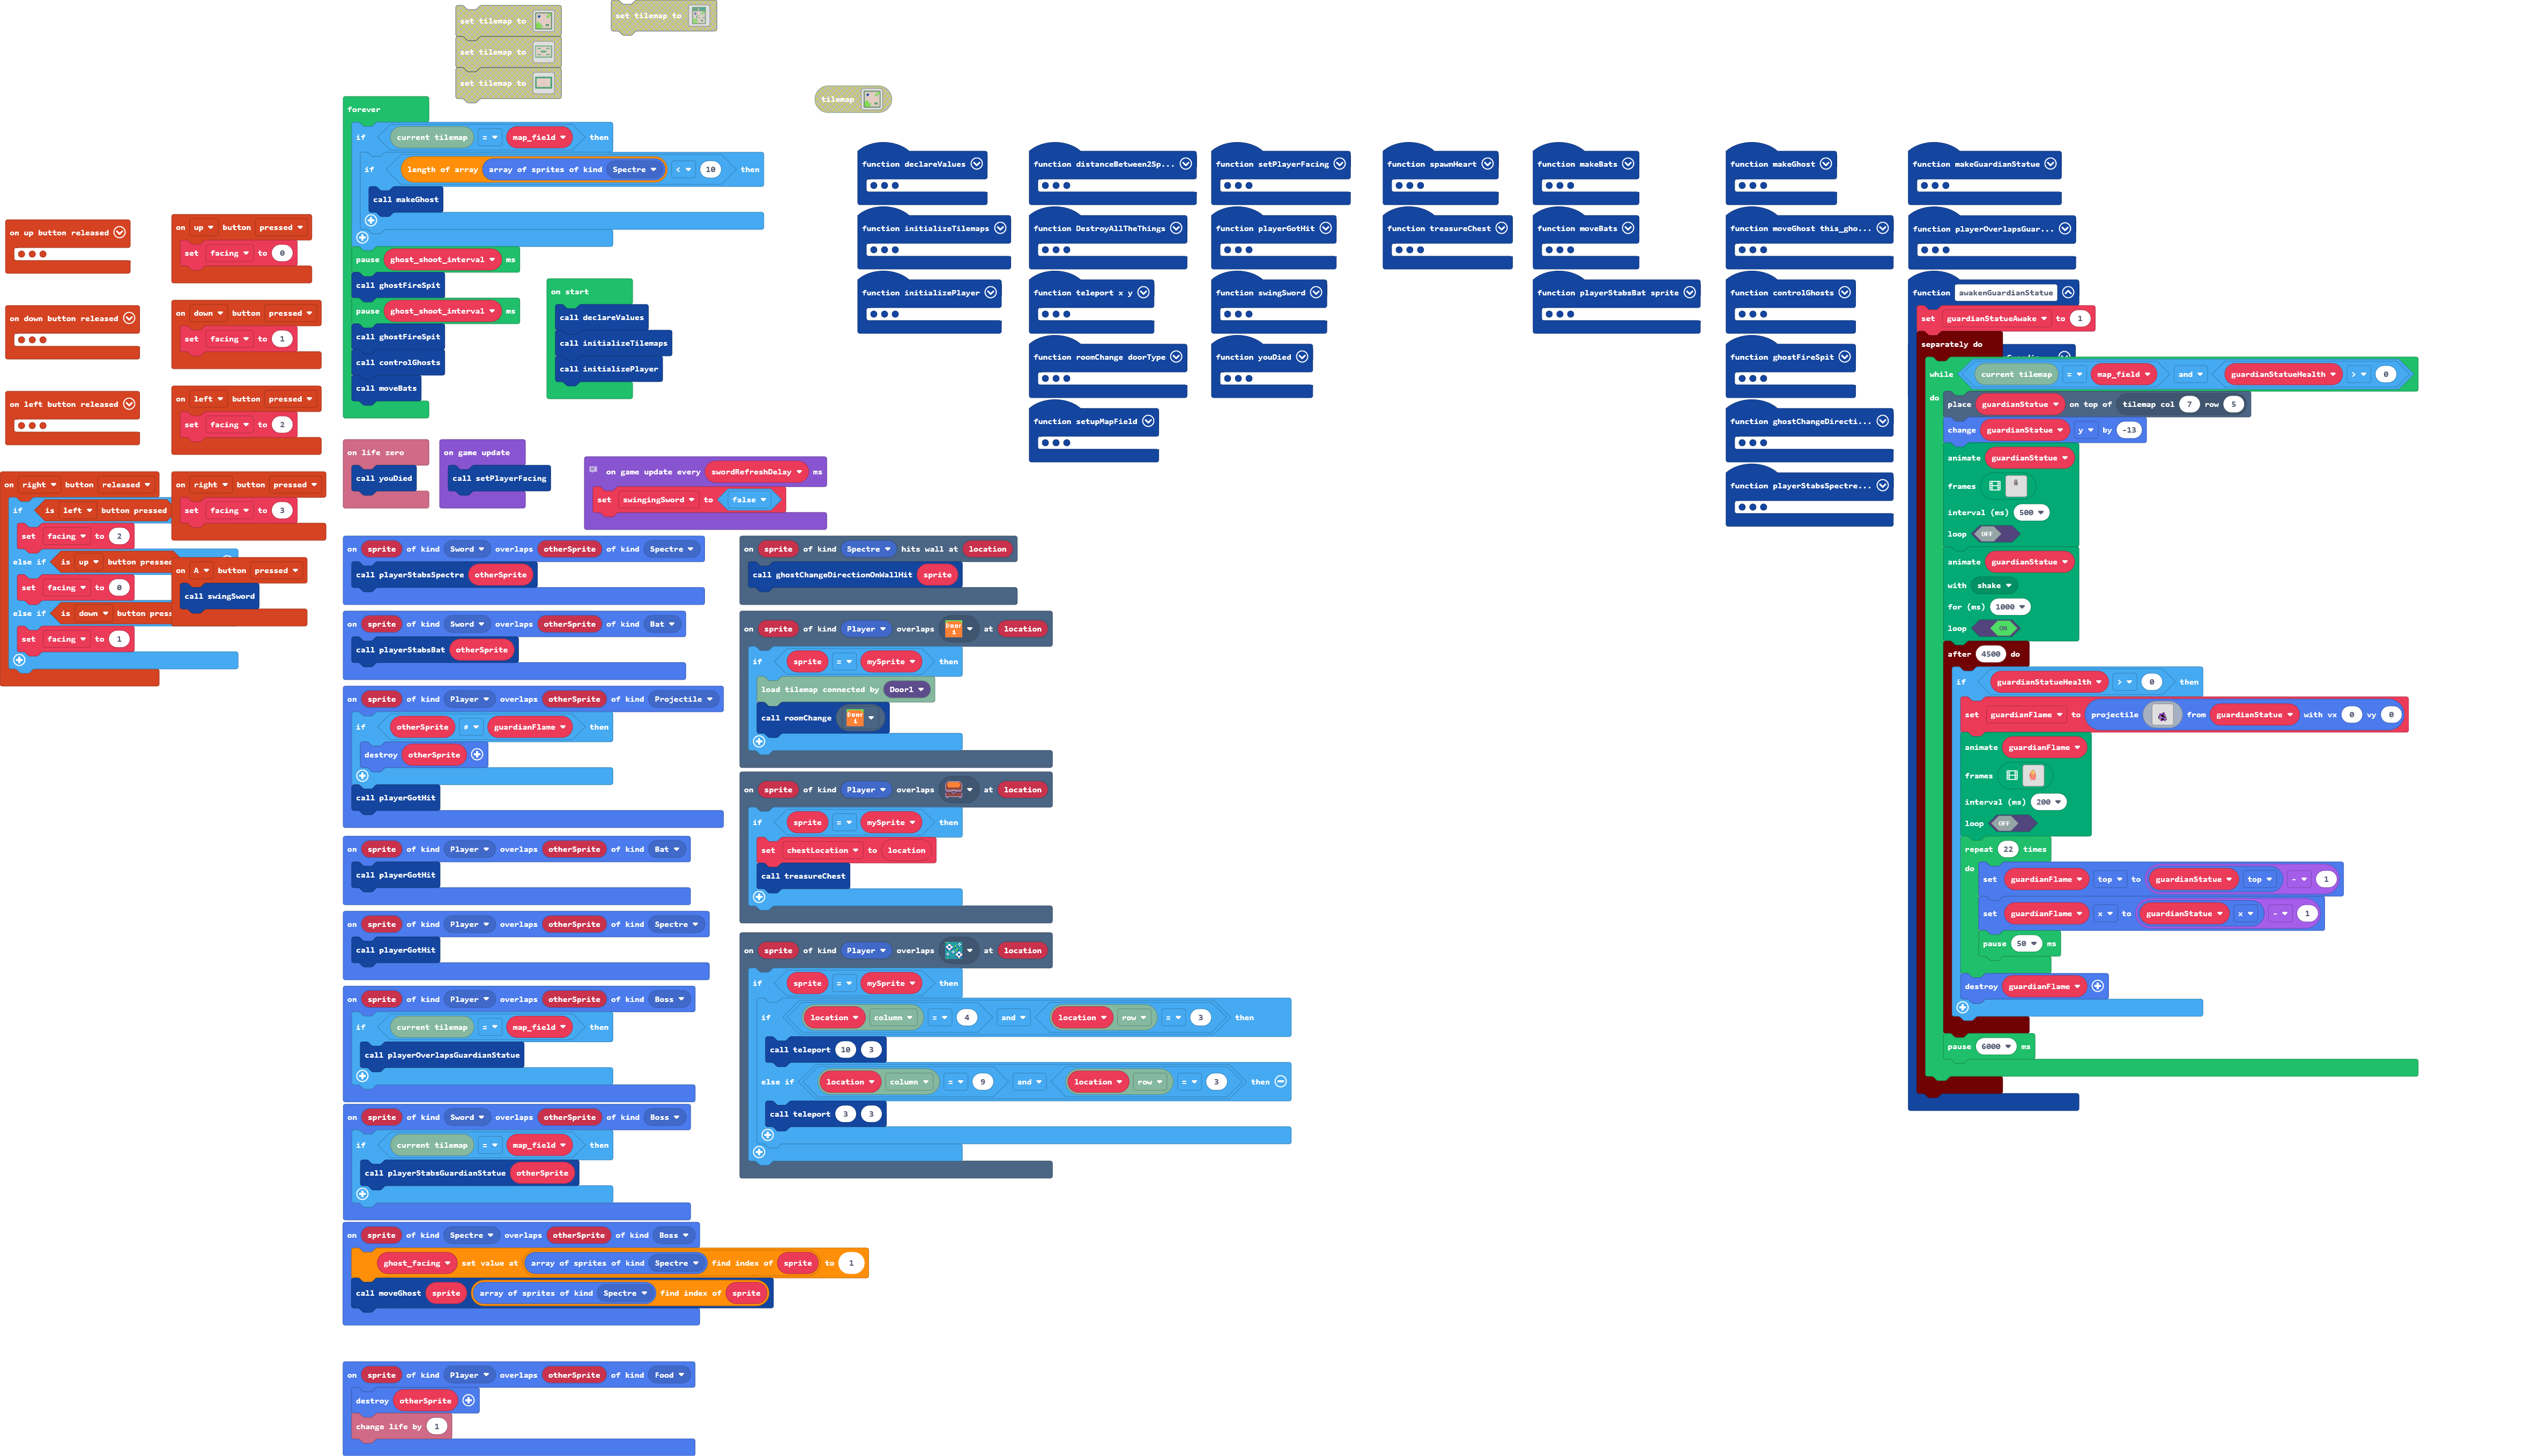 set tilemap to
set tilemap to
set tilemap to
set tilemap to
tilemap
forever
if current tilemap = map_field then
if length of array array of sprites of kind Spectre < 10 then
call makeGhost
pause ghost_shoot_interval ms
call ghostFireSpit
pause ghost_shoot_interval ms
call ghostFireSpit
call controlGhosts
call moveBats
on start
call declareValues
call initializeTilemaps
call initializePlayer
on up button released
on down button released
on left button released
on right button released
if is left button pressed
set facing to 2
else if is up button pressed
set facing to 0
else if is down button press
set facing to 1
on up button pressed
set facing to 0
on down button pressed
set facing to 1
on left button pressed
set facing to 2
on right button pressed
set facing to 3
on A button pressed
call swingSword
on life zero
call youDied
on game update
call setPlayerFacing
on game update every swordRefreshDelay ms
set swingingSword to false
on sprite of kind Sword overlaps otherSprite of kind Spectre
call playerStabsSpectre otherSprite
on sprite of kind Sword overlaps otherSprite of kind Bat
call playerStabsBat otherSprite
on sprite of kind Player overlaps otherSprite of kind Projectile
if otherSprite ≠ guardianFlame then
destroy otherSprite
call playerGotHit
on sprite of kind Player overlaps otherSprite of kind Bat
call playerGotHit
on sprite of kind Player overlaps otherSprite of kind Spectre
call playerGotHit
on sprite of kind Player overlaps otherSprite of kind Boss
if current tilemap = map_field then
call playerOverlapsGuardianStatue
on sprite of kind Sword overlaps otherSprite of kind Boss
if current tilemap = map_field then
call playerStabsGuardianStatue otherSprite
on sprite of kind Spectre overlaps otherSprite of kind Boss
ghost_facing set value at array of sprites of kind Spectre find index of sprite to 1
call moveGhost sprite array of sprites of kind Spectre find index of sprite
on sprite of kind Player overlaps otherSprite of kind Food
destroy otherSprite
change life by 1
on sprite of kind Spectre hits wall at location
call ghostChangeDirectionOnWallHit sprite
on sprite of kind Player overlaps Door 1 at location
if sprite = mySprite then
load tilemap connected by Door1
call roomChange Door 1
on sprite of kind Player overlaps at location
if sprite = mySprite then
set chestLocation to location
call treasureChest
on sprite of kind Player overlaps at location
if sprite = mySprite then
if location column = 4 and location row = 3 then
call teleport 10 3
else if location column = 9 and location row = 3 then
call teleport 3 3
function declareValues
function initializeTilemaps
function initializePlayer
function distanceBetween2Sp...
function DestroyAllTheThings
function teleport x y
function roomChange doorType
function setupMapField
function setPlayerFacing
function playerGotHit
function swingSword
function youDied
function spawnHeart
function treasureChest
function makeBats
function moveBats
function playerStabsBat sprite
function makeGhost
function moveGhost this_gho...
function controlGhosts
function ghostFireSpit
function ghostChangeDirecti...
function playerStabsSpectre...
function makeGuardianStatue
function playerOverlapsGuar...
function awakenGuardianStatue
set guardianStatueAwake to 1
separately do
while current tilemap = map_field and guardianStatueHealth > 0
do
place guardianStatue on top of tilemap col 7 row 5
change guardianStatue y by -13
animate guardianStatue
frames
interval (ms) 500
loop OFF
animate guardianStatue
with shake
for (ms) 1000
loop ON
after 4500 do
if guardianStatueHealth > 0 then
set guardianFlame to projectile from guardianStatue with vx 0 vy 0
animate guardianFlame
frames
interval (ms) 200
loop OFF
repeat 22 times
do
set guardianFlame top to guardianStatue top - 1
set guardianFlame x to guardianStatue x - 1
pause 50 ms
destroy guardianFlame
pause 6000 ms